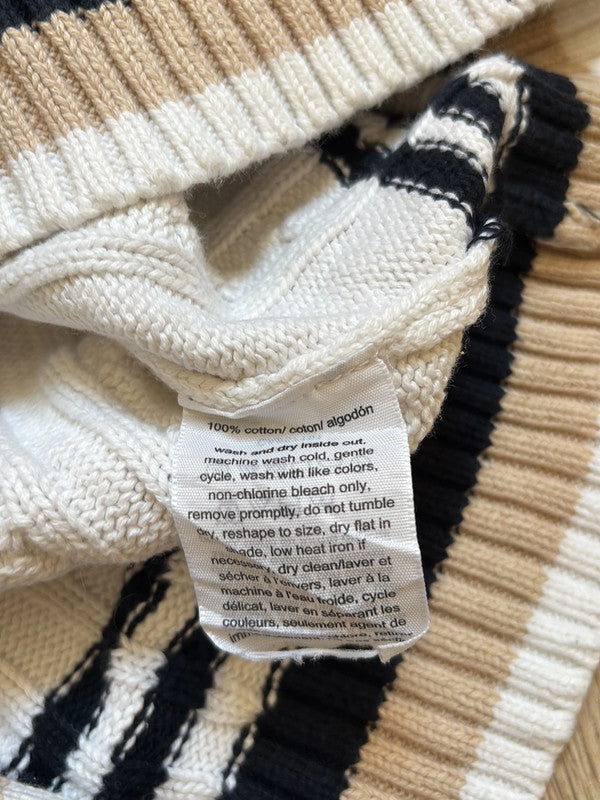 100% cotton/ coton/ algodón
wash and dry inside out,
machine wash cold, gentle
cycle, wash with like colors,
non-chlorine bleach only,
remove promptly, do not tumble
dry, reshape to size, dry flat in
shade, low heat iron if
necessary, dry clean/laver et
sécher à l'envers, laver à la
machine à l'eau froide, cycle
délicat, laver en séparant les
couleurs, seulement agent de
retirer